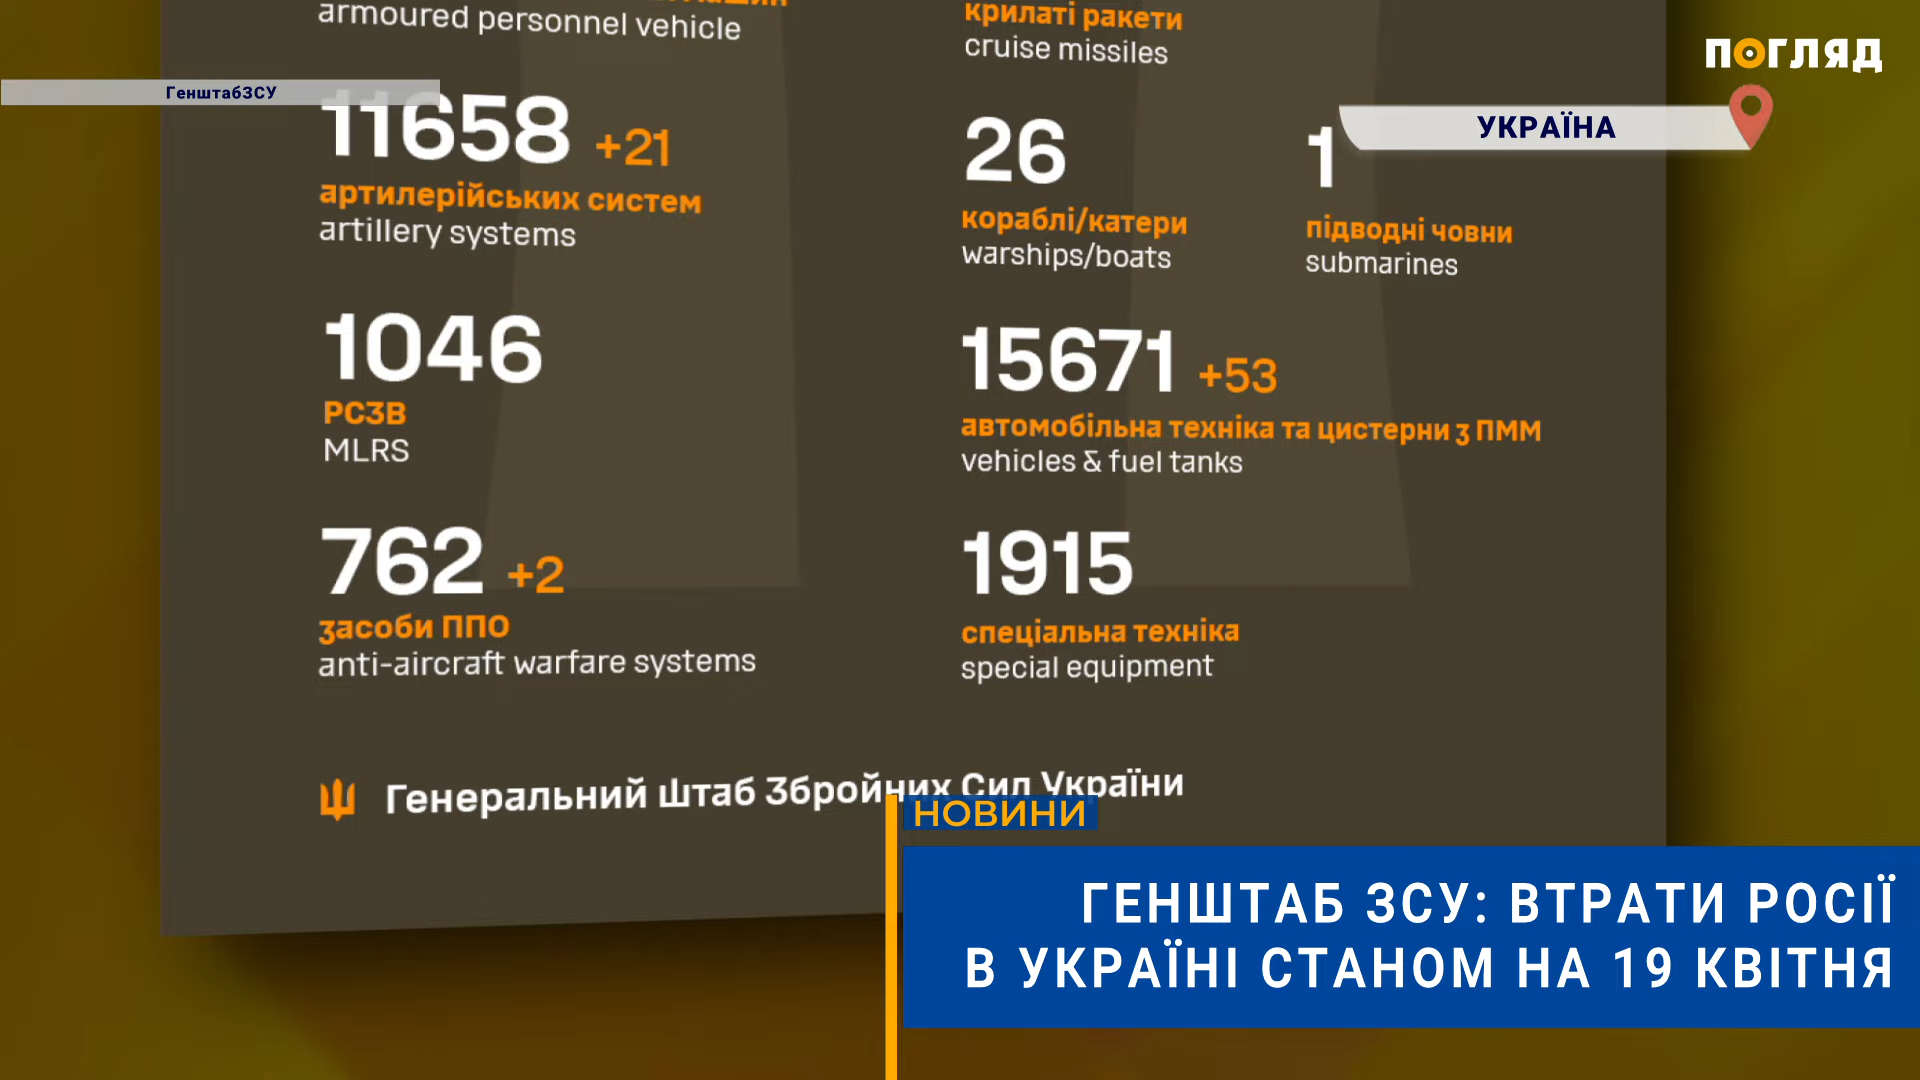 armoured personnel vehicle
крилаті ракети
cruise missiles
ПОГЛЯД
ГенштабЗСУ
УКРАЇНА
11658 +21
артилерійських систем
artillery systems
26
кораблі/катери
warships/boats
1
підводні човни
submarines
1046
РСЗВ
MLRS
15671 +53
автомобільна техніка та цистерни з ПММ
vehicles & fuel tanks
762 +2
засоби ППО
anti-aircraft warfare systems
1915
спеціальна техніка
special equipment
Генеральний Штаб Збройних Сил України
НОВИНИ
ГЕНШТАБ ЗСУ: ВТРАТИ РОСІЇ
В УКРАЇНІ СТАНОМ НА 19 КВІТНЯ